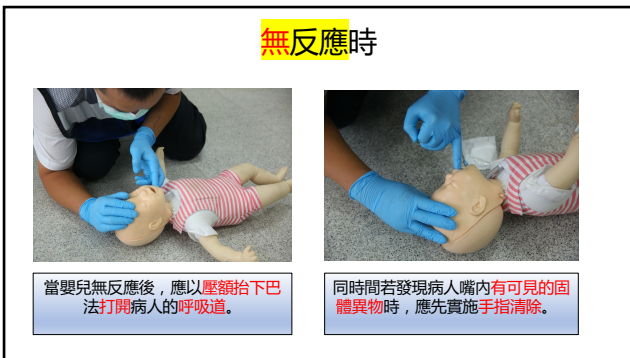 無反應時
當嬰兒無反應後，應以壓額抬下巴
法打開病人的呼吸道。
同時間若發現病人嘴內有可見的固
體異物時，應先實施手指清除。